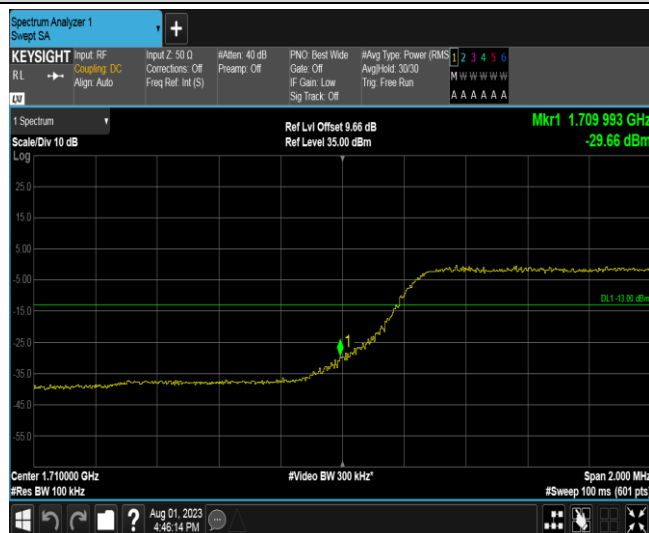 Spectrum Analyzer 1
Swept SA
+
KEYSIGHT
RL
LXI
Input: RF
Coupling: DC
Align: Auto
Input Z: 50 Ω
Corrections: Off
Freq Ref: Int (S)
#Atten: 40 dB
Preamp: Off
PNO: Best Wide
Gate: Off
IF Gain: Low
Sig Track: Off
#Avg Type: Power (RMS
Avg|Hold: 30/30
Trig: Free Run
1 2 3 4 5 6
M W W W W W
A A A A A A
1 Spectrum
Scale/Div 10 dB
Log
Ref Lvl Offset 9.66 dB
Ref Level 35.00 dBm
Mkr1 1.709 993 GHz
-29.66 dBm
25.0
15.0
5.00
-5.00
DL1 -13.00 dBm
-15.0
-25.0
1
-35.0
-45.0
-55.0
Center 1.710000 GHz
#Res BW 100 kHz
#Video BW 300 kHz*
Span 2.000 MHz
#Sweep 100 ms (601 pts)
?
Aug 01, 2023
4:46:14 PM